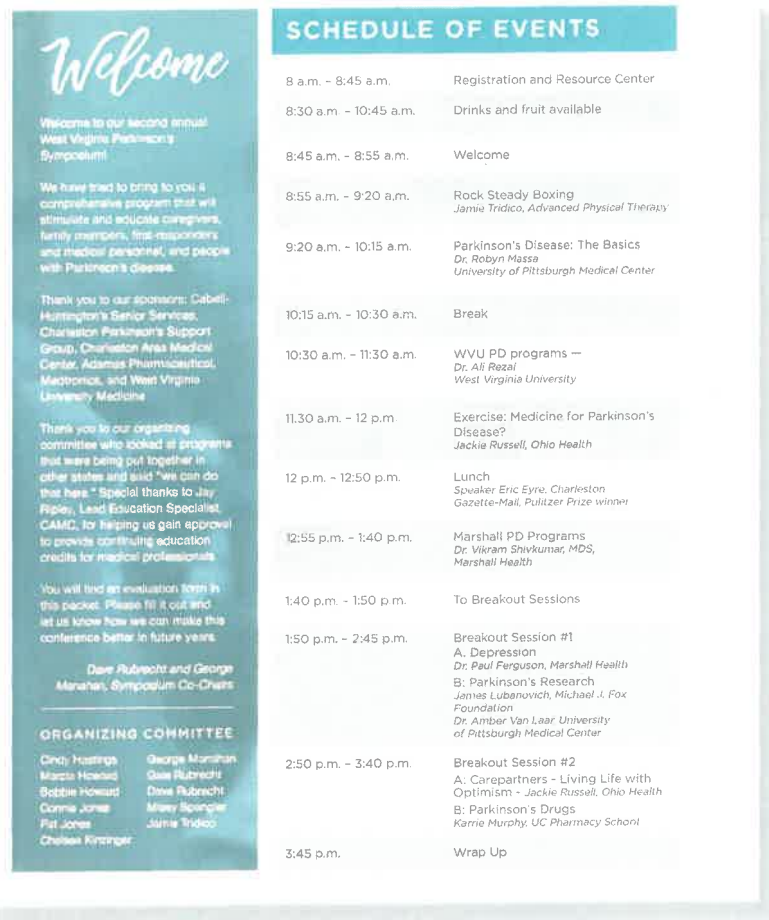 Welcome
Welcome to our second annual
West Virginia Parkinson's
Symposium!
We have tried to bring to you a
comprehensive program that will
stimulate and educate caregivers,
family members, first-responders
and medical personnel, and people
with Parkinson's disease.
Thank you to our sponsors: Cabell-
Huntington's Senior Services,
Charleston Parkinson's Support
Group, Charleston Area Medical
Center, Adamas Pharmaceutical,
Medtronics, and West Virginia
University Medicine
Thank you to our organizing
committee who looked at programs
that were being put together in
other states and said "we can do
that here." Special thanks to Jay
Ripley, Lead Education Specialist,
CAMC, for helping us gain approval
to provide continuing education
credits for medical professionals
You will find an evaluation form in
this packet. Please fill it out and
let us know how we can make this
conference better in future years.
Dave Rubrecht and George
Manahan, Symposium Co-Chairs
ORGANIZING COMMITTEE
Cindy Hastings
Marcia Howard
Bobbie Howard
Connie Jones
Pat Jones
Chelsea Kinzinger
George Manahan
Gale Rubrecht
Dave Rubrecht
Missy Spangler
Jamie Tridico
SCHEDULE OF EVENTS
8 a.m. – 8:45 a.m. Registration and Resource Center
8:30 a.m – 10:45 a.m. Drinks and fruit available
8:45 a.m. – 8:55 a.m. Welcome
8:55 a.m. – 9:20 a.m. Rock Steady Boxing
Jamie Tridico, Advanced Physical Therapy
9:20 a.m. – 10:15 a.m. Parkinson's Disease: The Basics
Dr. Robyn Massa
University of Pittsburgh Medical Center
10:15 a.m. – 10:30 a.m. Break
10:30 a.m. – 11:30 a.m. WVU PD programs —
Dr. Ali Rezai
West Virginia University
11.30 a.m. – 12 p.m Exercise: Medicine for Parkinson's
Disease?
Jackie Russell, Ohio Health
12 p.m. – 12:50 p.m. Lunch
Speaker Eric Eyre, Charleston
Gazette-Mail, Pulitzer Prize winner
12:55 p.m. – 1:40 p.m. Marshall PD Programs
Dr. Vikram Shivkumar, MDS,
Marshall Health
1:40 p.m. – 1:50 p.m. To Breakout Sessions
1:50 p.m. – 2:45 p.m. Breakout Session #1
A. Depression
Dr. Paul Ferguson, Marshall Health
B: Parkinson's Research
James Lubanovich, Michael J. Fox
Foundation
Dr. Amber Van Laar, University
of Pittsburgh Medical Center
2:50 p.m. – 3:40 p.m. Breakout Session #2
A: Carepartners - Living Life with
Optimism - Jackie Russell, Ohio Health
B: Parkinson's Drugs
Karrie Murphy, UC Pharmacy School
3:45 p.m. Wrap Up